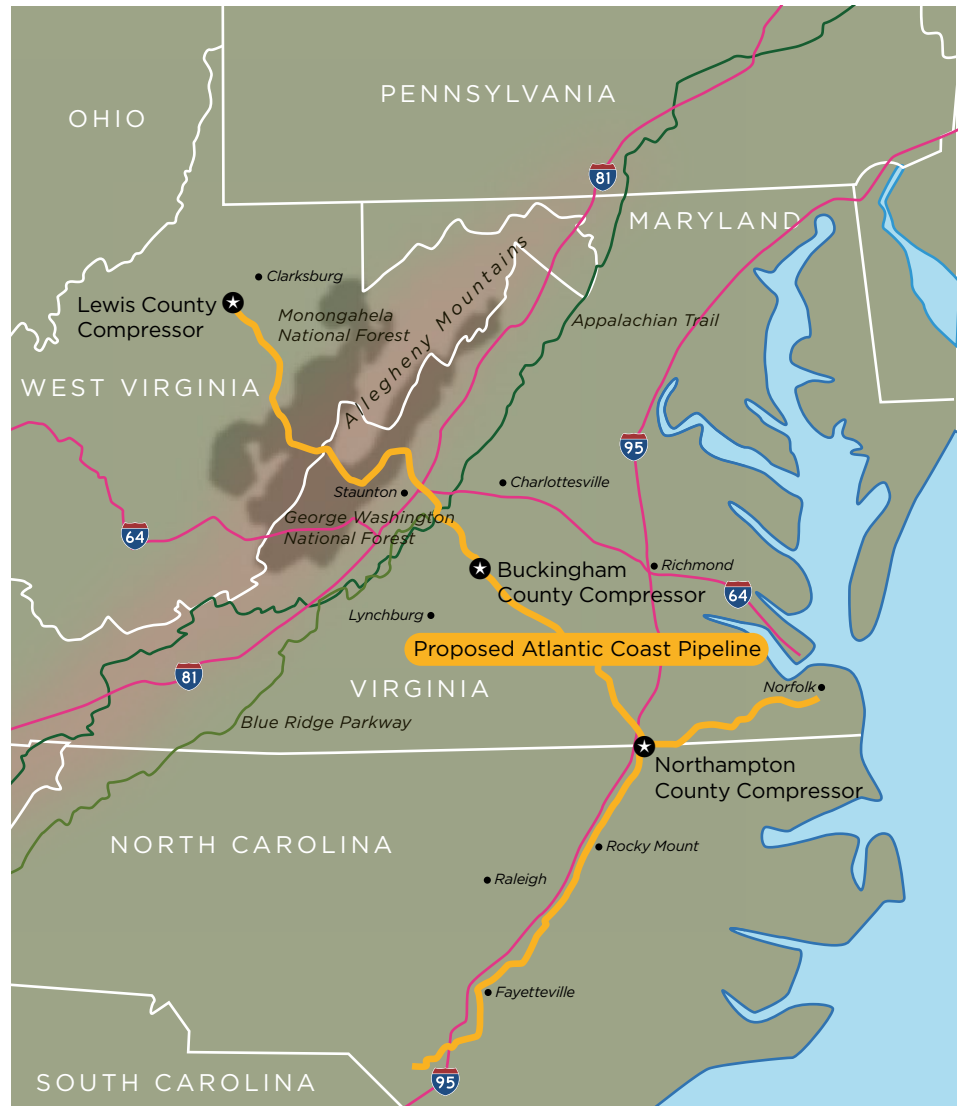 PENNSYLVANIA
OHIO
81
MARYLAND
Clarksburg
Lewis County
Compressor
Monongahela
National Forest
Allegheny Mountains
Appalachian Trail
WEST VIRGINIA
95
Staunton
Charlottesville
George Washington
National Forest
64
Buckingham
County Compressor
Richmond
64
Lynchburg
Proposed Atlantic Coast Pipeline
81
VIRGINIA
Norfolk
Blue Ridge Parkway
Northampton
County Compressor
NORTH CAROLINA
Rocky Mount
Raleigh
Fayetteville
SOUTH CAROLINA
95